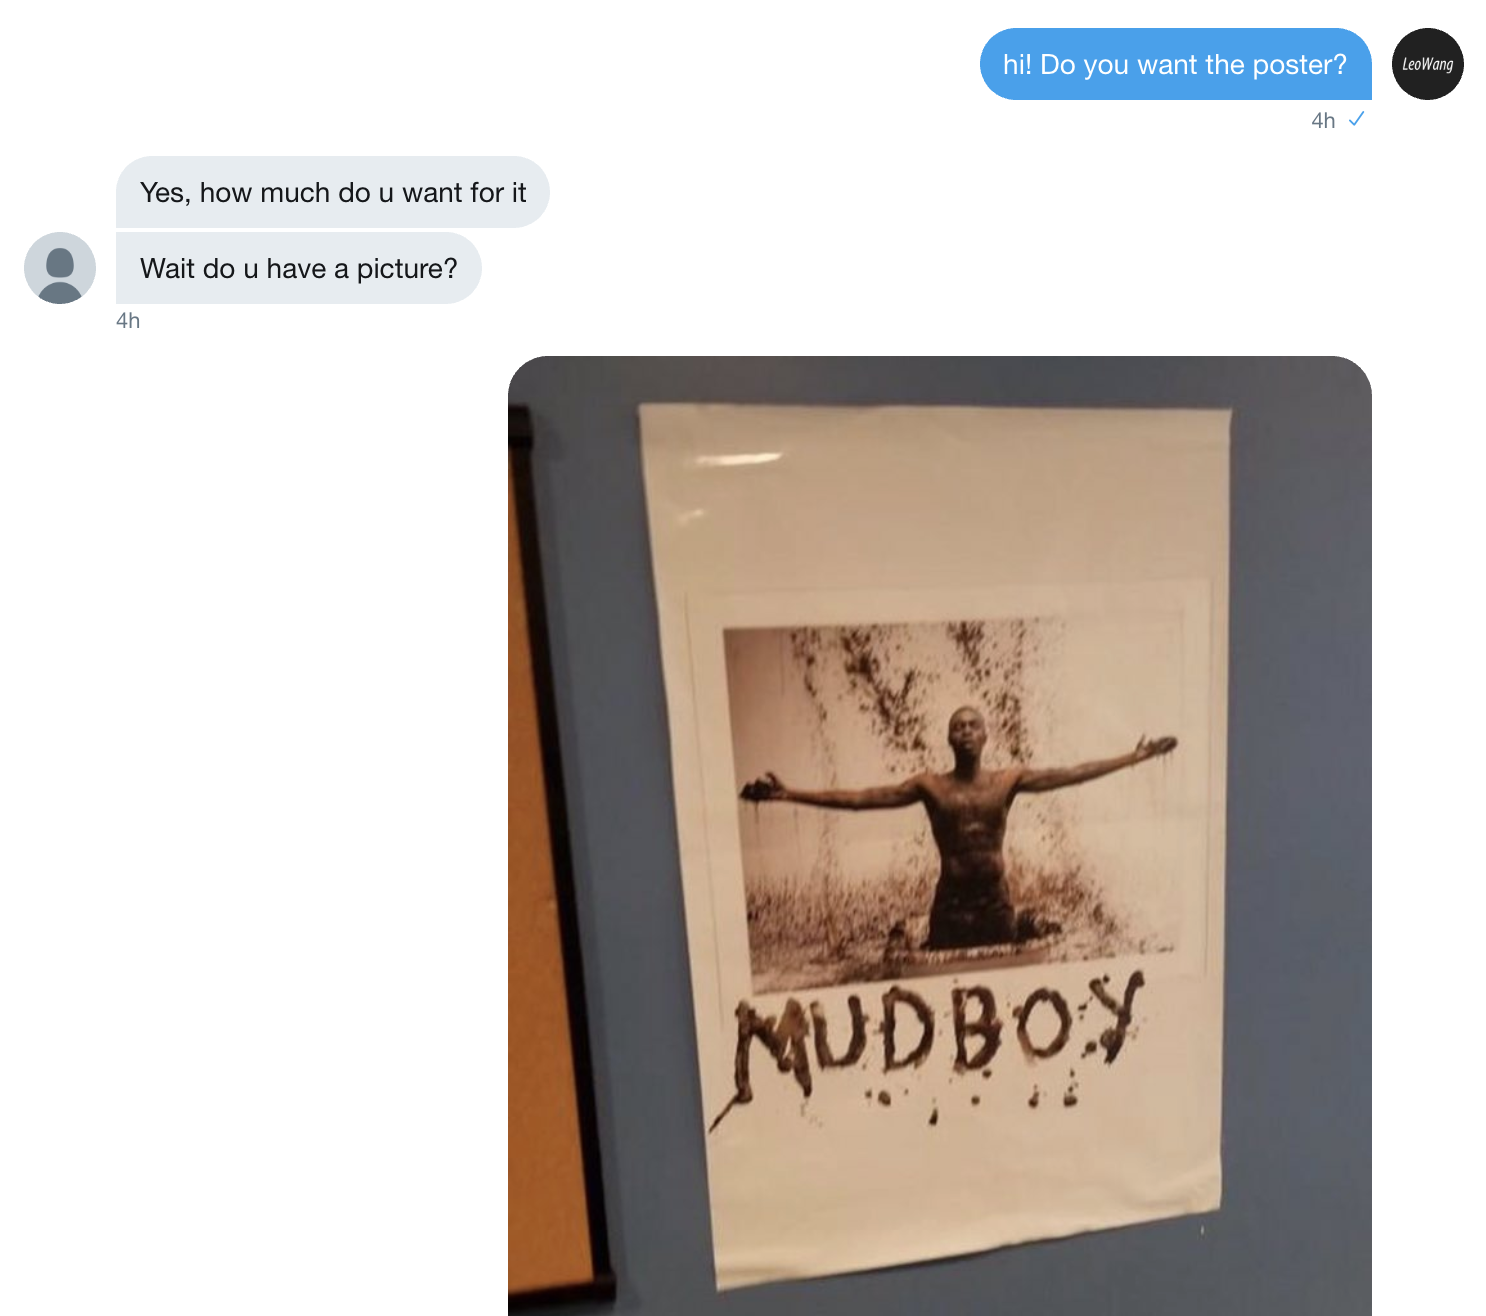 hi! Do you want the poster?
LeoWang
4h
Yes, how much do u want for it
Wait do u have a picture?
4h
MUDBOY